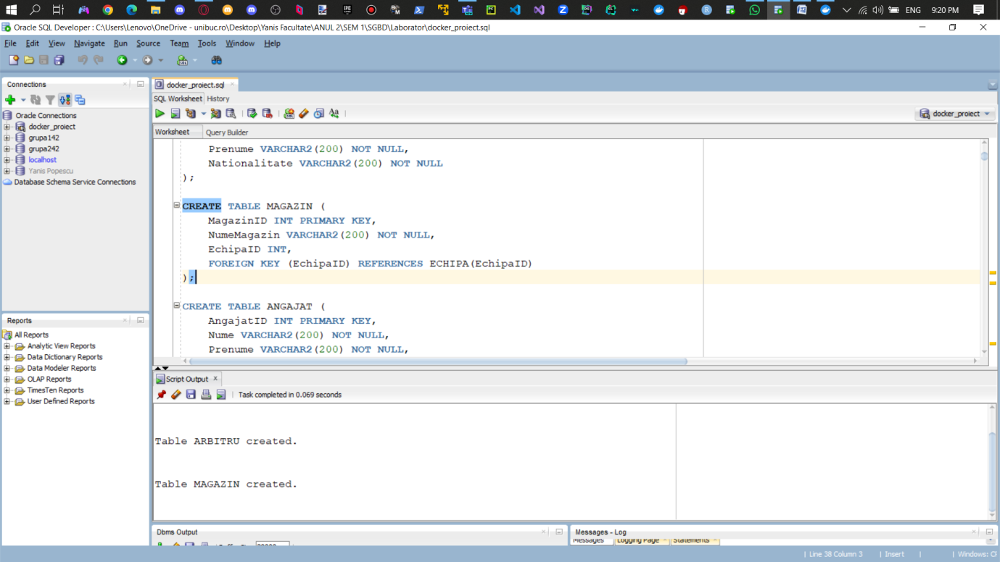 ENG 9:20 PM
Oracle SQL Developer : C:\Users\Lenovo\OneDrive - unibuc.ro\Desktop\Yanis Facultate\ANUL 2\SEM 1\SGBD\Laborator\docker_proiect.sql
File Edit View Navigate Run Source Team Tools Window Help
Connections
Oracle Connections
docker_proiect
grupa142
grupa242
localhost
Yanis Popescu
Database Schema Service Connections
Reports
All Reports
Analytic View Reports
Data Dictionary Reports
Data Modeler Reports
OLAP Reports
TimesTen Reports
User Defined Reports
docker_proiect.sql
SQL Worksheet History
docker_proiect
Worksheet Query Builder
Prenume VARCHAR2(200) NOT NULL,
Nationalitate VARCHAR2(200) NOT NULL
);
CREATE TABLE MAGAZIN (
MagazinID INT PRIMARY KEY,
NumeMagazin VARCHAR2(200) NOT NULL,
EchipaID INT,
FOREIGN KEY (EchipaID) REFERENCES ECHIPA(EchipaID)
);
CREATE TABLE ANGAJAT (
AngajatID INT PRIMARY KEY,
Nume VARCHAR2(200) NOT NULL,
Prenume VARCHAR2(200) NOT NULL,
Script Output
Task completed in 0.069 seconds
Table ARBITRU created.
Table MAGAZIN created.
Dbms Output
Messages - Log
Messages Logging Page Statements
Line 38 Column 3 Insert Windows: